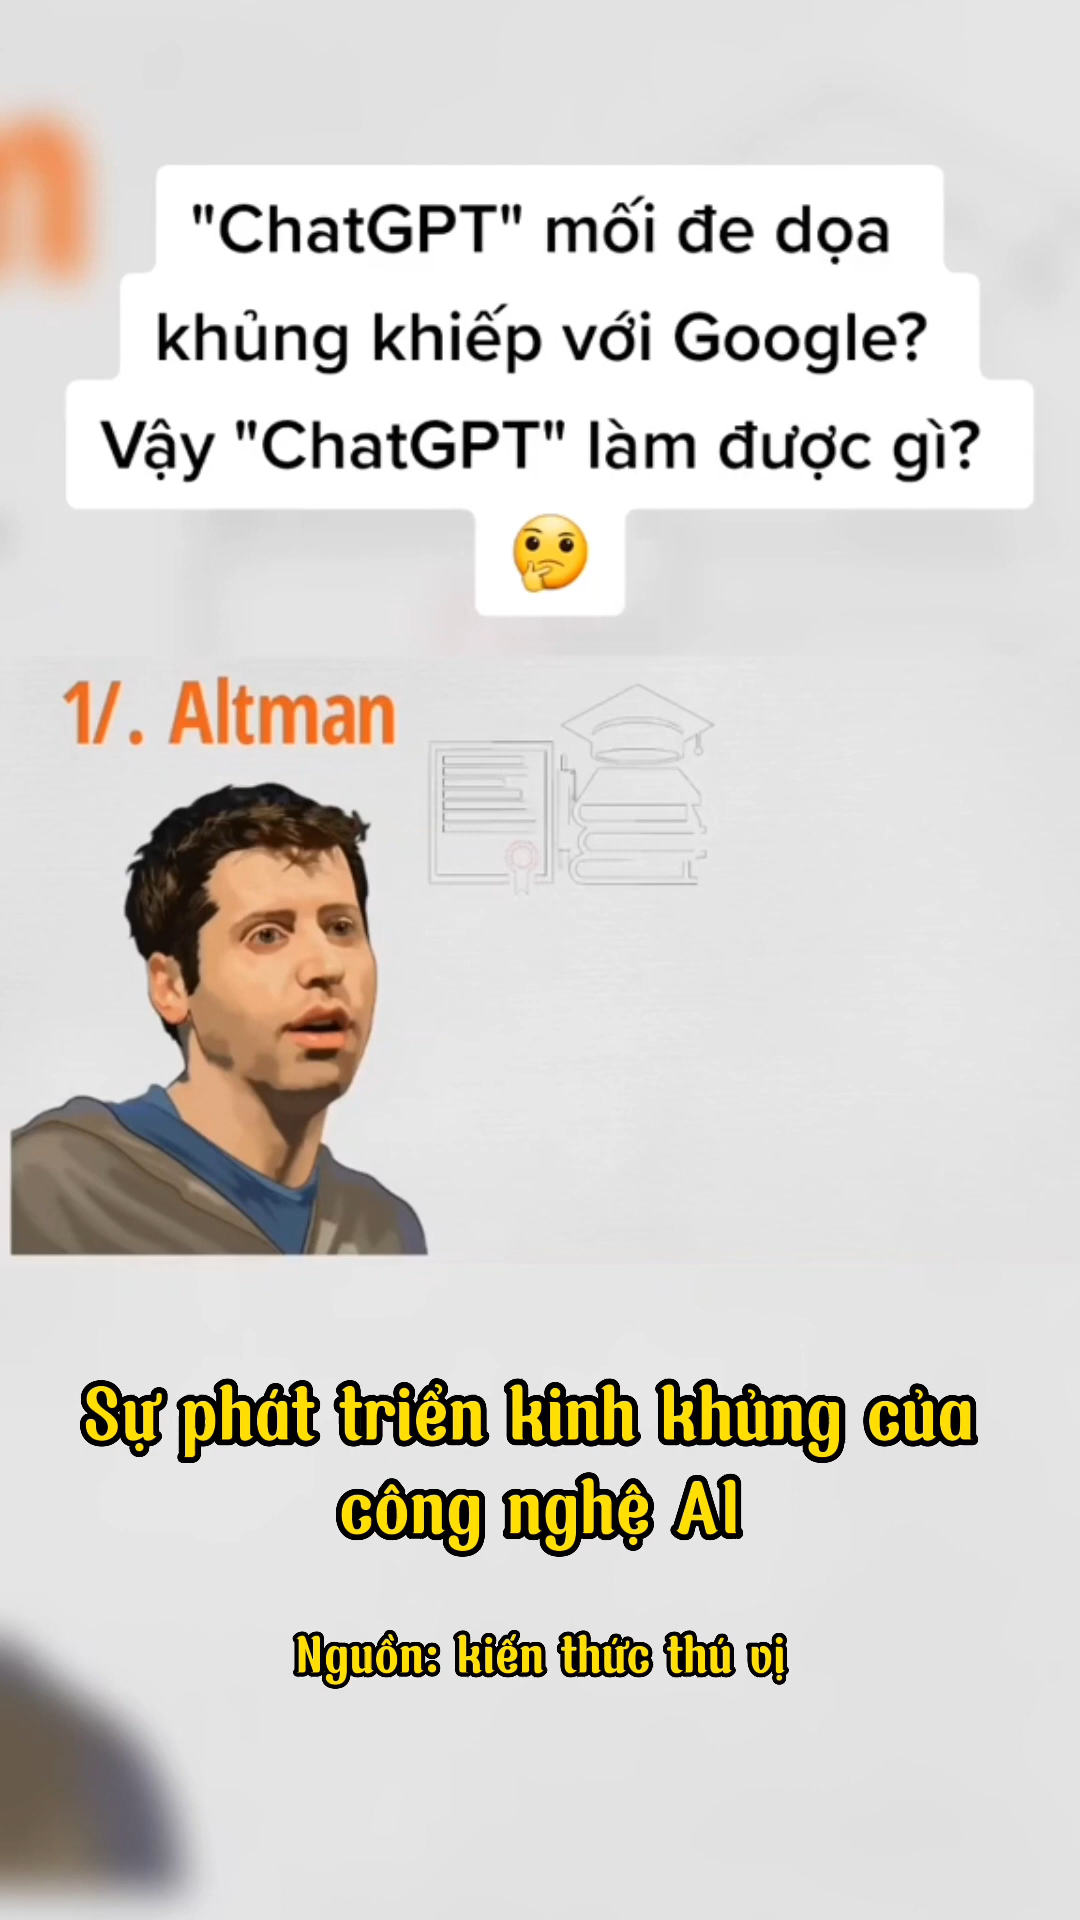 "ChatGPT" mối đe dọa
khủng khiếp với Google?
Vậy "ChatGPT" làm được gì?
🤔
1/. Altman
Sự phát triển kinh khủng của
công nghệ AI
Nguồn: kiến thức thú vị